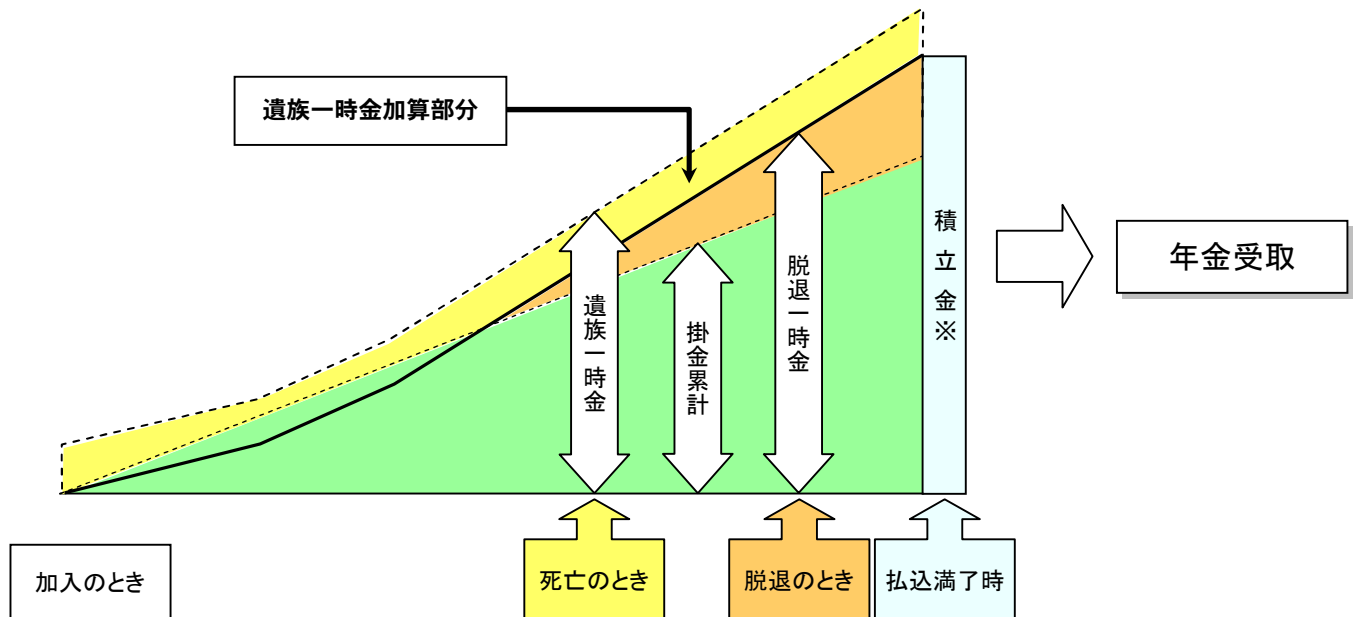 遺族一時金加算部分
遺族一時金
掛金累計
脱退一時金
積立金※
年金受取
加入のとき
死亡のとき
脱退のとき
払込満了時